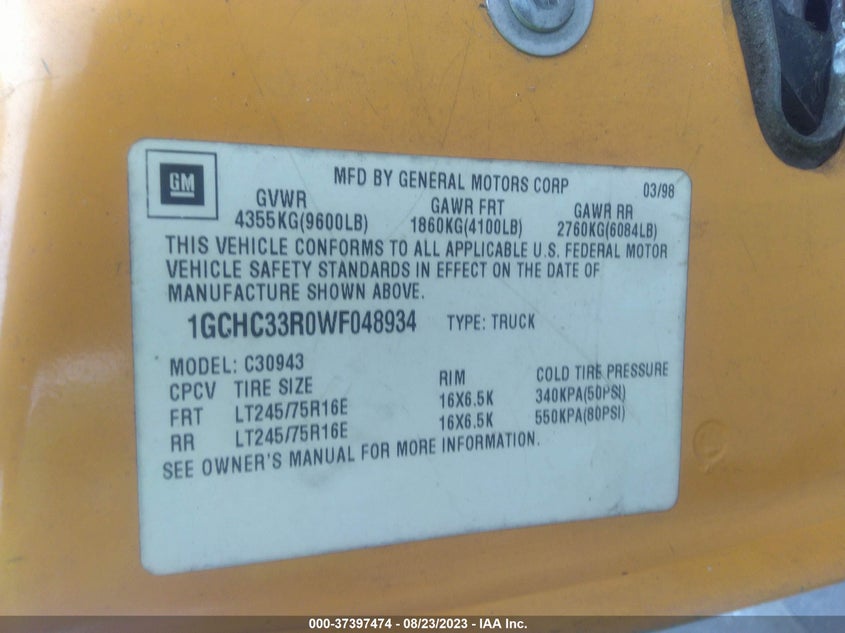 GM
MFD BY GENERAL MOTORS CORP 03/98
GVWR GAWR FRT GAWR RR
4355KG(9600LB) 1860KG(4100LB) 2760KG(6084LB)
THIS VEHICLE CONFORMS TO ALL APPLICABLE U.S. FEDERAL MOTOR
VEHICLE SAFETY STANDARDS IN EFFECT ON THE DATE OF
MANUFACTURE SHOWN ABOVE.
1GCHC33R0WF048934 TYPE: TRUCK
MODEL: C30943
CPCV TIRE SIZE RIM COLD TIRE PRESSURE
FRT LT245/75R16E 16X6.5K 340KPA(50PSI)
RR LT245/75R16E 16X6.5K 550KPA(80PSI)
SEE OWNER'S MANUAL FOR MORE INFORMATION.
000-37397474 - 08/23/2023 - IAA Inc.